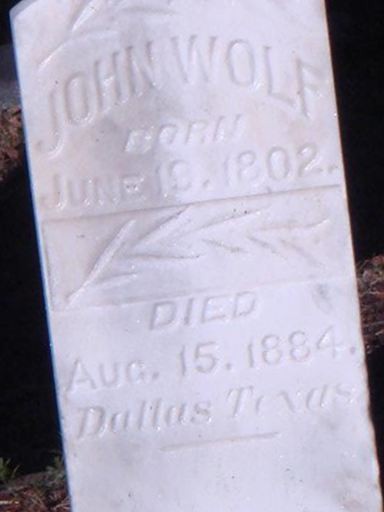 JOHN WOLF
BORN
JUNE 19. 1802.
DIED
AUG. 15. 1884.
Dallas Texas